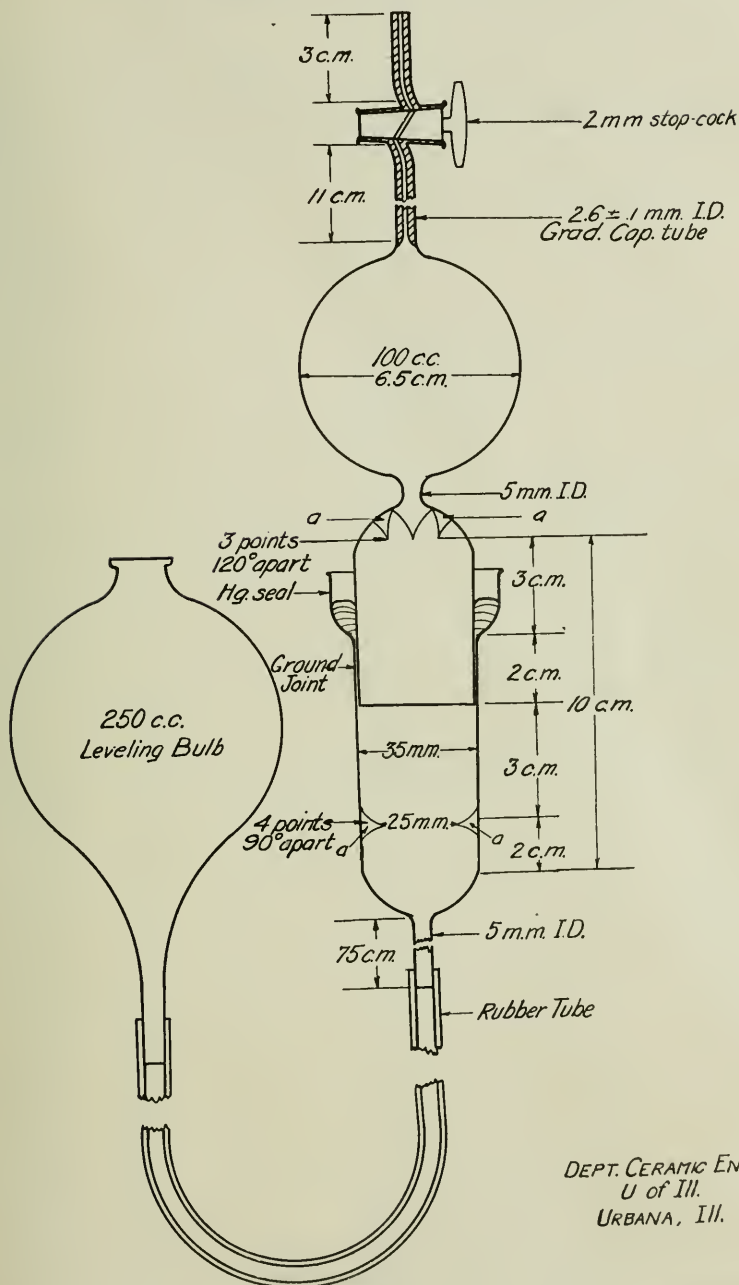 3 c.m.
2 mm stop-cock
11 c.m.
2.6 ± .1 mm. I.D.
Grad. Cap. tube
100 c.c.
6.5 c.m.
5 mm. I.D.
a
a
3 points
120° apart
Hg. seal
3 c.m.
Ground
Joint
2 c.m.
10 c.m.
250 c.c.
Leveling Bulb
35 mm.
3 c.m.
4 points
90° apart
a
25 m.m.
a
2 c.m.
5 m.m. I.D.
75 c.m.
Rubber Tube
DEPT. CERAMIC EN
U of Ill.
URBANA, Ill.